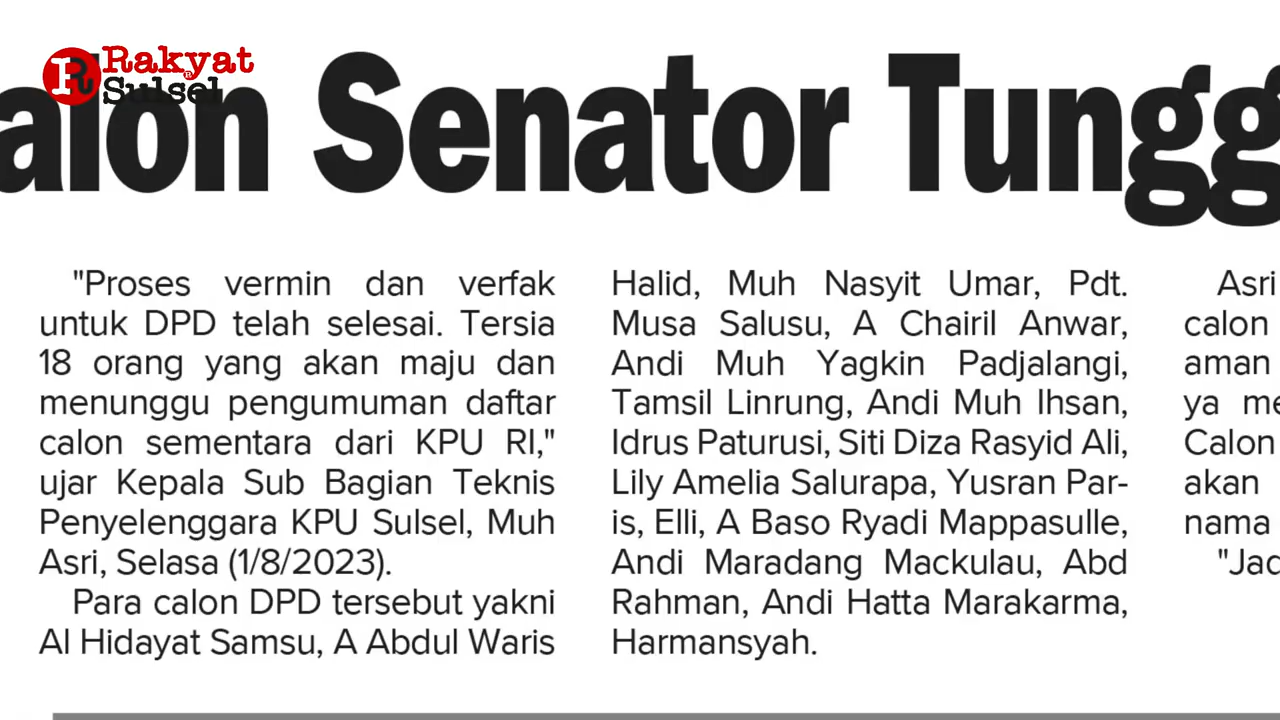 Rakyat
Sulsel
alon Senator Tungg
"Proses vermin dan verfak
untuk DPD telah selesai. Tersia
18 orang yang akan maju dan
menunggu pengumuman daftar
calon sementara dari KPU RI,"
ujar Kepala Sub Bagian Teknis
Penyelenggara KPU Sulsel, Muh
Asri, Selasa (1/8/2023).
Para calon DPD tersebut yakni
Al Hidayat Samsu, A Abdul Waris
Halid, Muh Nasyit Umar, Pdt.
Musa Salusu, A Chairil Anwar,
Andi Muh Yagkin Padjalangi,
Tamsil Linrung, Andi Muh Ihsan,
Idrus Paturusi, Siti Diza Rasyid Ali,
Lily Amelia Salurapa, Yusran Par-
is, Elli, A Baso Ryadi Mappasulle,
Andi Maradang Mackulau, Abd
Rahman, Andi Hatta Marakarma,
Harmansyah.
Asri
calon
aman
ya me
Calon
akan
nama
"Jad